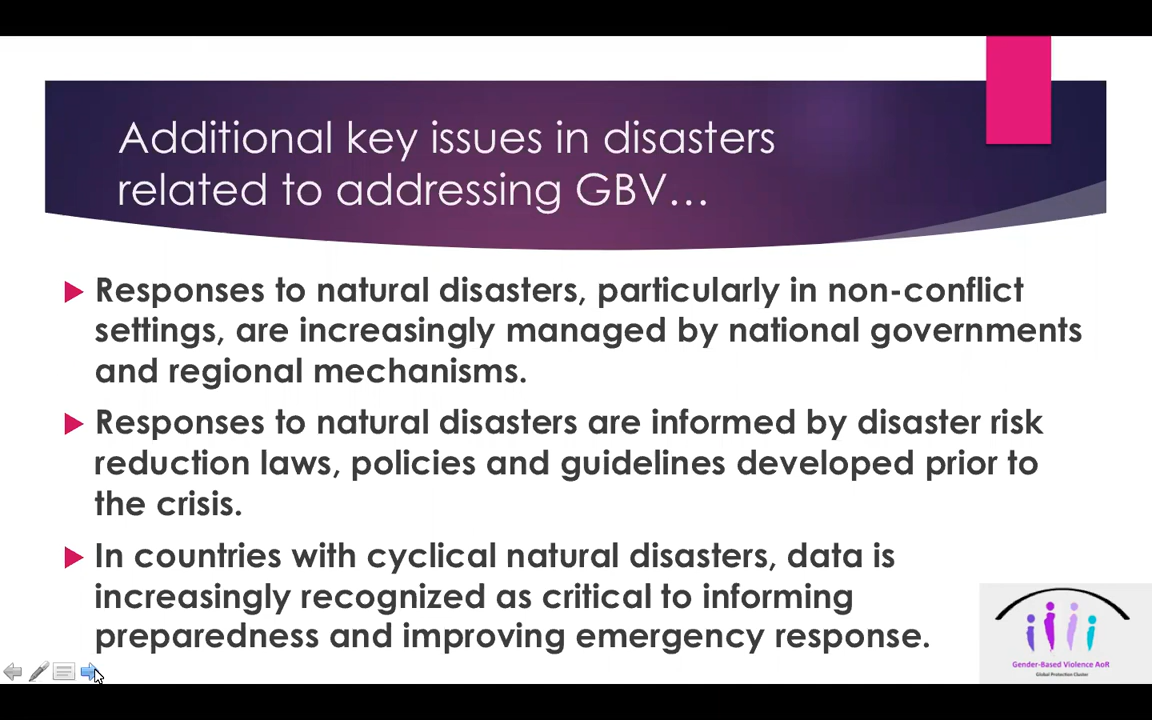 Additional key issues in disasters
related to addressing GBV...
Responses to natural disasters, particularly in non-conflict
settings, are increasingly managed by national governments
and regional mechanisms.
Responses to natural disasters are informed by disaster risk
reduction laws, policies and guidelines developed prior to
the crisis.
In countries with cyclical natural disasters, data is
increasingly recognized as critical to informing
preparedness and improving emergency response.
Gender-Based Violence AoR
Global Protection Cluster